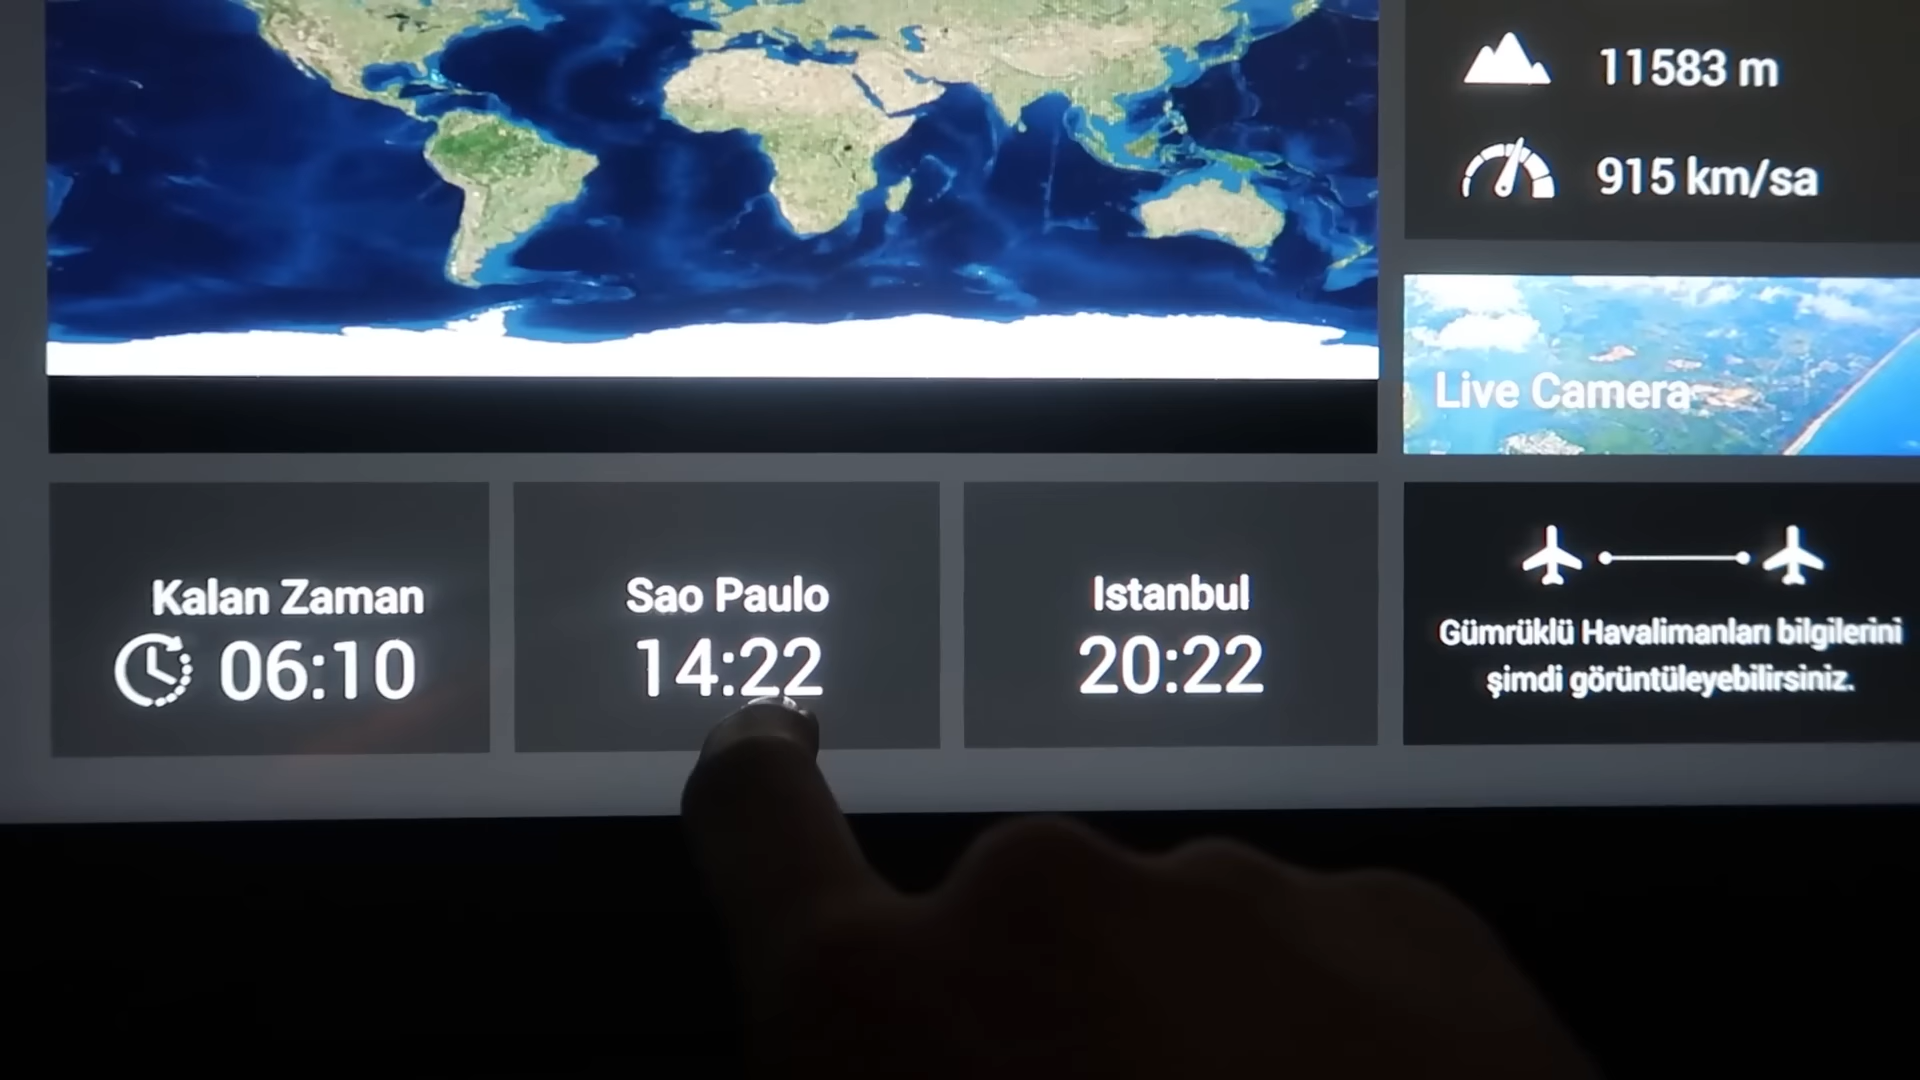 11583 m
915 km/sa
Live Camera
Kalan Zaman
06:10
Sao Paulo
14:22
Istanbul
20:22
Gümrüklü Havalimanları bilgilerini
şimdi görüntüleyebilirsiniz.